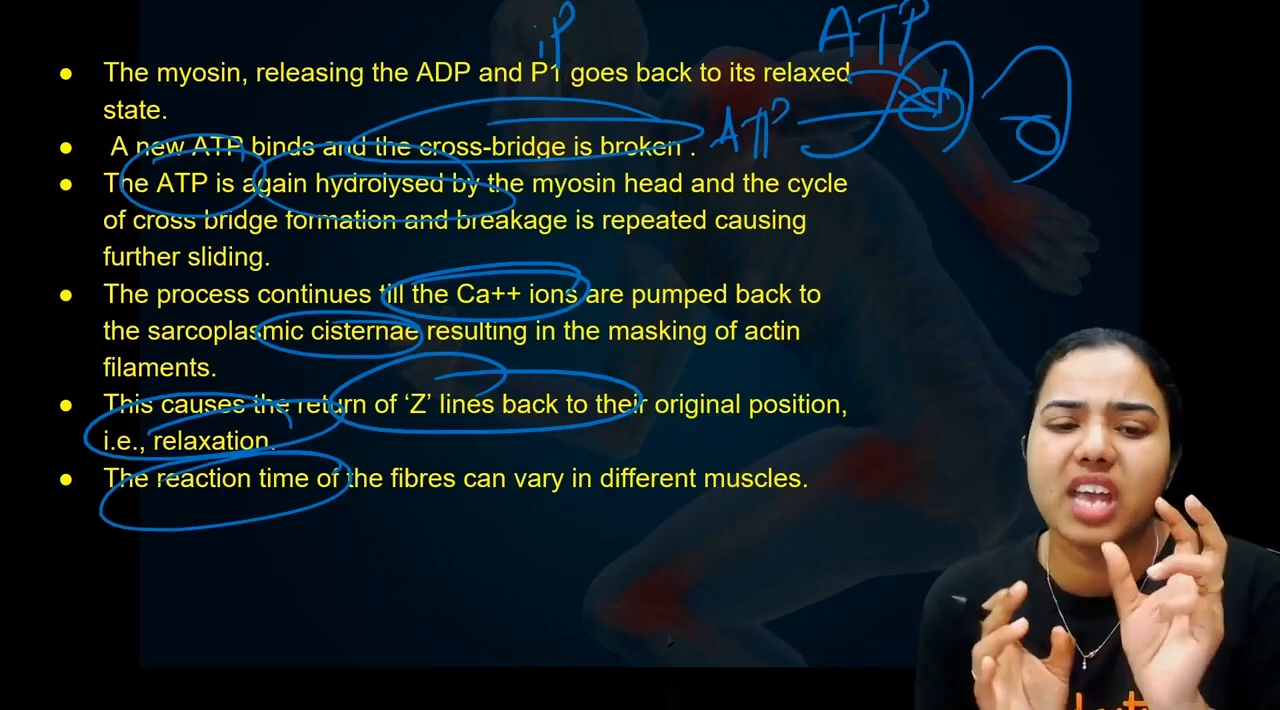 iP
ATP
● The myosin, releasing the ADP and P1 goes back to its relaxed
state.
● A new ATP binds and the cross-bridge is broken .
ATP
● The ATP is again hydrolysed by the myosin head and the cycle
of cross bridge formation and breakage is repeated causing
further sliding.
● The process continues till the Ca++ ions are pumped back to
the sarcoplasmic cisternae resulting in the masking of actin
filaments.
● This causes the return of ‘Z’ lines back to their original position,
i.e., relaxation.
● The reaction time of the fibres can vary in different muscles.